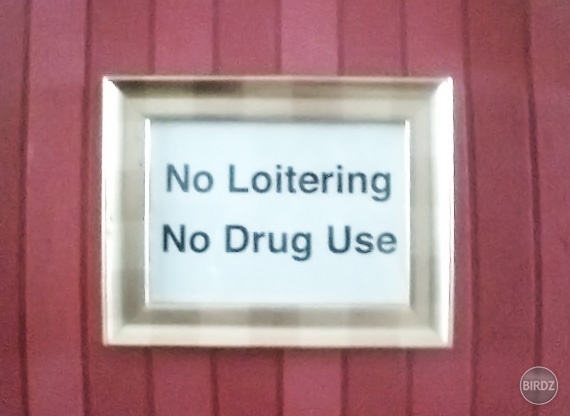 No Loitering
No Drug Use
BIRDZ